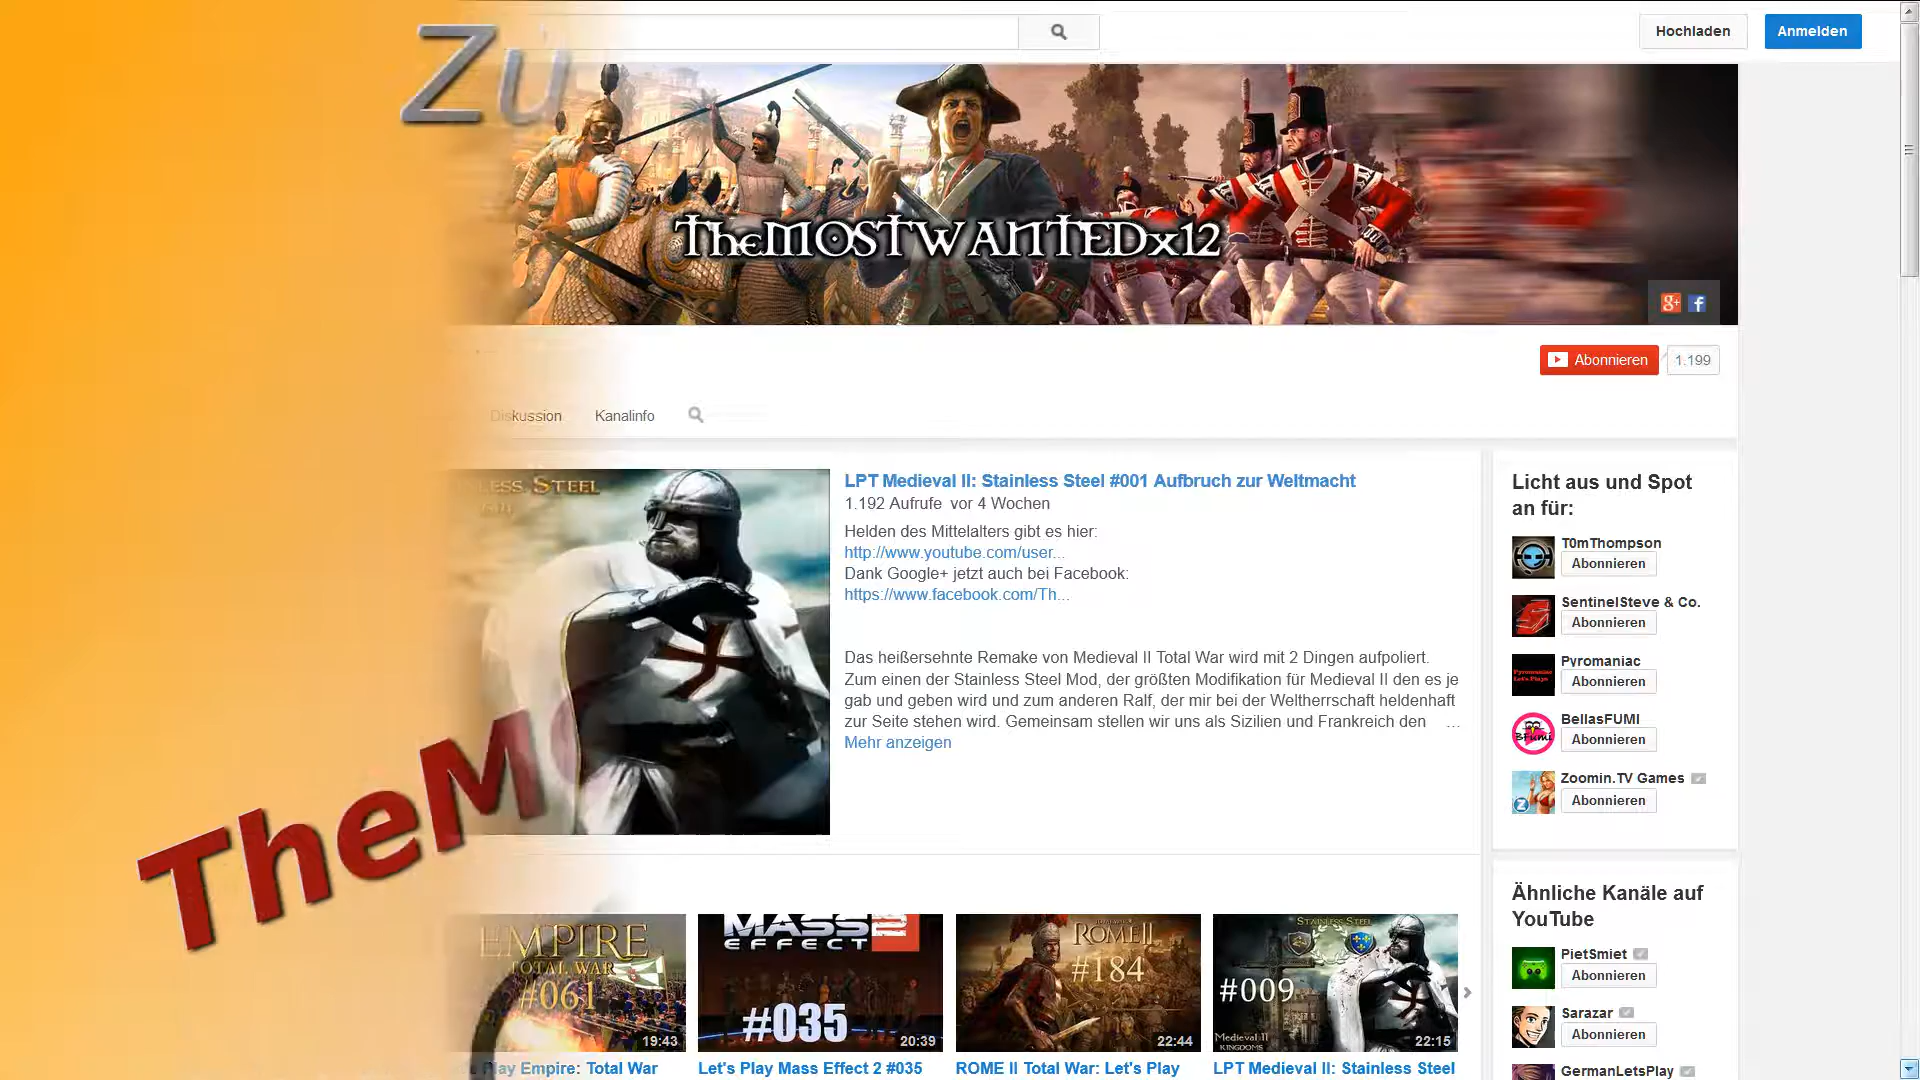 Zu
Hochladen
Anmelden
TheMOSTWANTEDx12
Abonnieren
1.199
Diskussion
Kanalinfo
STEEL
LPT Medieval II: Stainless Steel #001 Aufbruch zur Weltmacht
1.192 Aufrufe vor 4 Wochen
Helden des Mittelalters gibt es hier:
http://www.youtube.com/user...
Dank Google+ jetzt auch bei Facebook:
https://www.facebook.com/Th...
Das heißersehnte Remake von Medieval II Total War wird mit 2 Dingen aufpoliert.
Zum einen der Stainless Steel Mod, der größten Modifikation für Medieval II den es je
gab und geben wird und zum anderen Ralf, der mir bei der Weltherrschaft heldenhaft
zur Seite stehen wird. Gemeinsam stellen wir uns als Sizilien und Frankreich den ...
Mehr anzeigen
TheM
Licht aus und Spot
an für:
T0mThompson
Abonnieren
SentinelSteve & Co.
Abonnieren
Pyromaniac
Abonnieren
BellasFUMI
Abonnieren
Zoomin.TV Games
Abonnieren
Ähnliche Kanäle auf
YouTube
PietSmiet
Abonnieren
Sarazar
Abonnieren
GermanLetsPlay
EMPIRE
TOTAL WAR
#061
19:43
Play Empire: Total War
MASS 2
EFFECT
#035
20:39
Let's Play Mass Effect 2 #035
ROME II
#184
22:44
ROME II Total War: Let's Play
STAINLESS STEEL
#009
Medieval II
KINGDOMS
22:15
LPT Medieval II: Stainless Steel